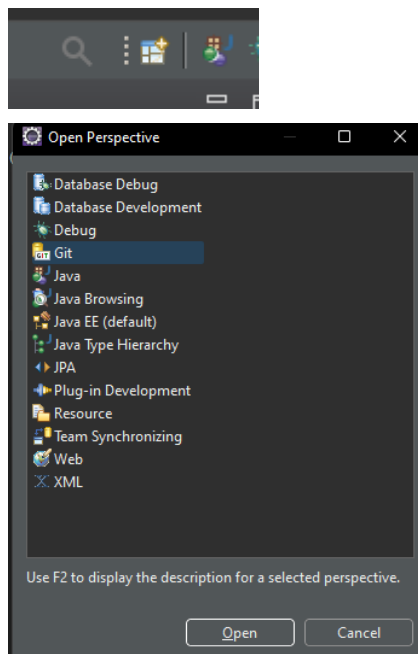 Open Perspective
Database Debug
Database Development
Debug
GIT Git
Java
Java Browsing
Java EE (default)
Java Type Hierarchy
JPA
Plug-in Development
Resource
Team Synchronizing
Web
XML
Use F2 to display the description for a selected perspective.
Open Cancel